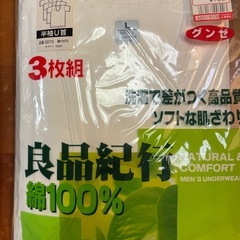 半袖U首
L
グンゼ
3枚組
洗濯で差がつく高品質
ソフトな肌ざわり
良品紀行
綿100%
NATURAL &
COMFORT
MEN'S UNDERWEAR